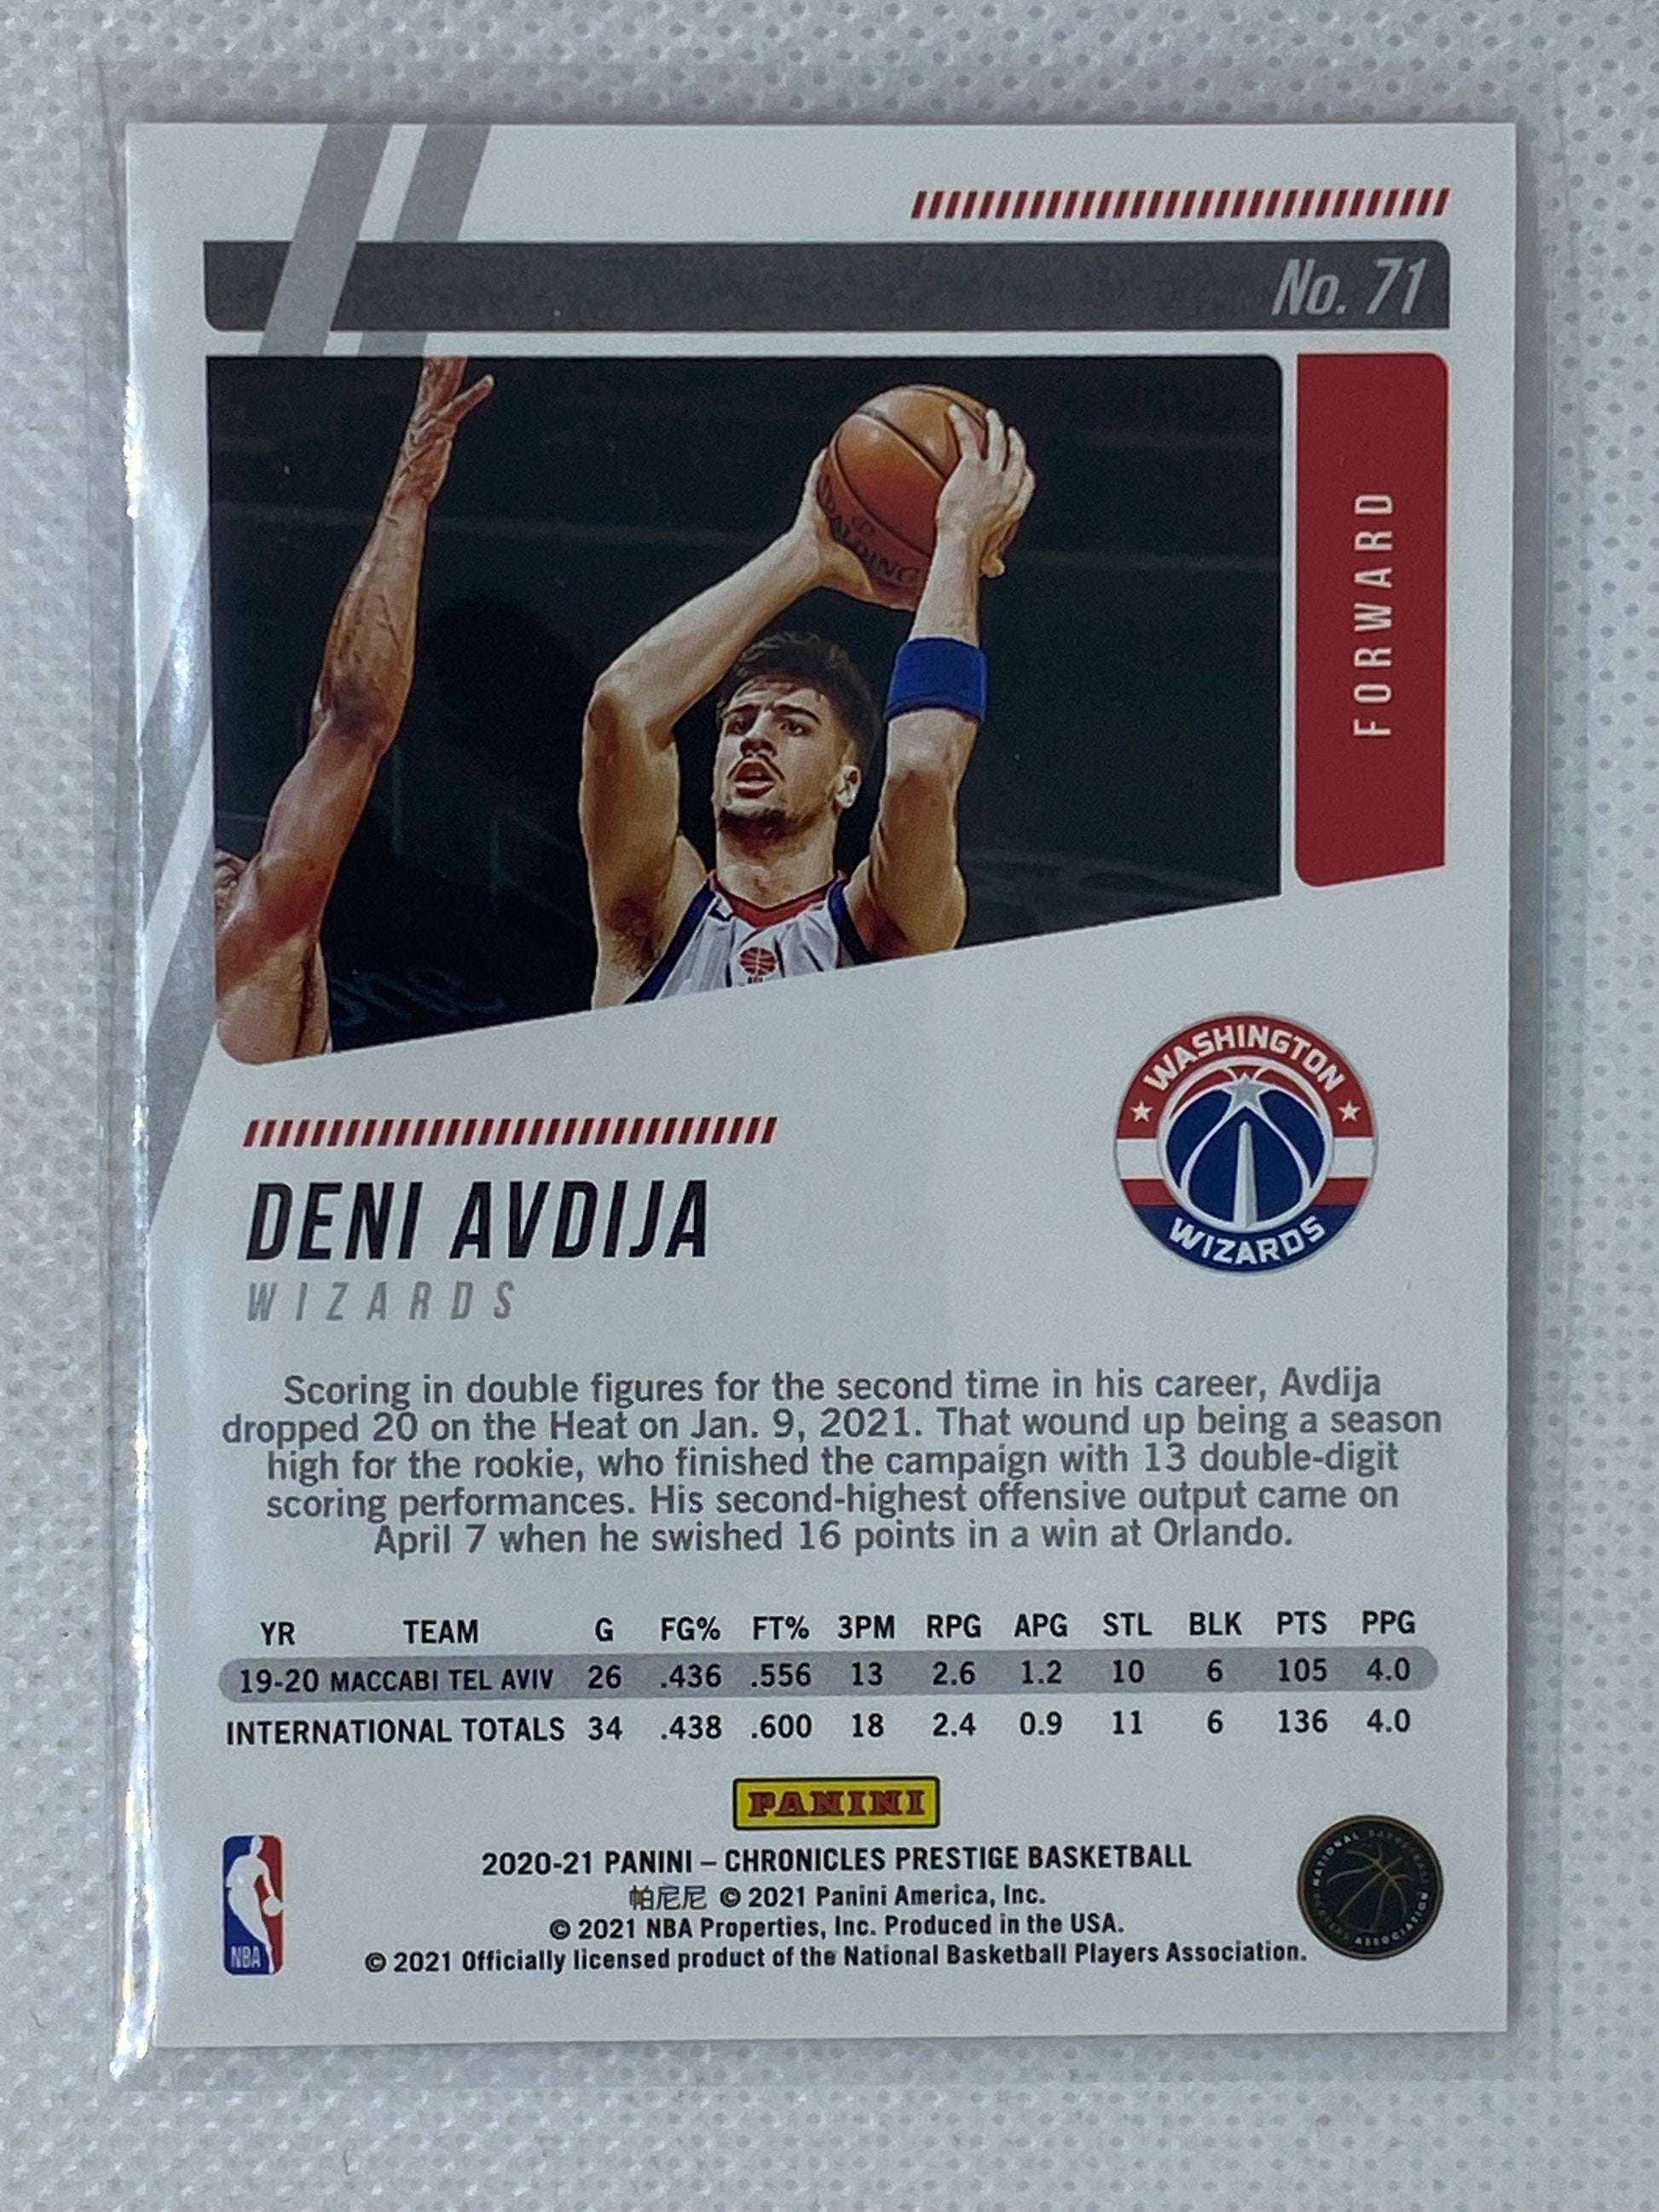 No. 71
FORWARD
SPALDING
WASHINGTON
WIZARDS
DENI AVDIJA
WIZARDS
Scoring in double figures for the second time in his career, Avdija
dropped 20 on the Heat on Jan. 9, 2021. That wound up being a season
high for the rookie, who finished the campaign with 13 double-digit
scoring performances. His second-highest offensive output came on
April 7 when he swished 16 points in a win at Orlando.
YR TEAM G FG% FT% 3PM RPG APG STL BLK PTS PPG
19-20 MACCABI TEL AVIV 26 .436 .556 13 2.6 1.2 10 6 105 4.0
INTERNATIONAL TOTALS 34 .438 .600 18 2.4 0.9 11 6 136 4.0
PANINI
2020-21 PANINI – CHRONICLES PRESTIGE BASKETBALL
帕尼尼 © 2021 Panini America, Inc.
© 2021 NBA Properties, Inc. Produced in the USA.
© 2021 Officially licensed product of the National Basketball Players Association.
NBA
NATIONAL BASKETBALL PLAYERS ASSOCIATION